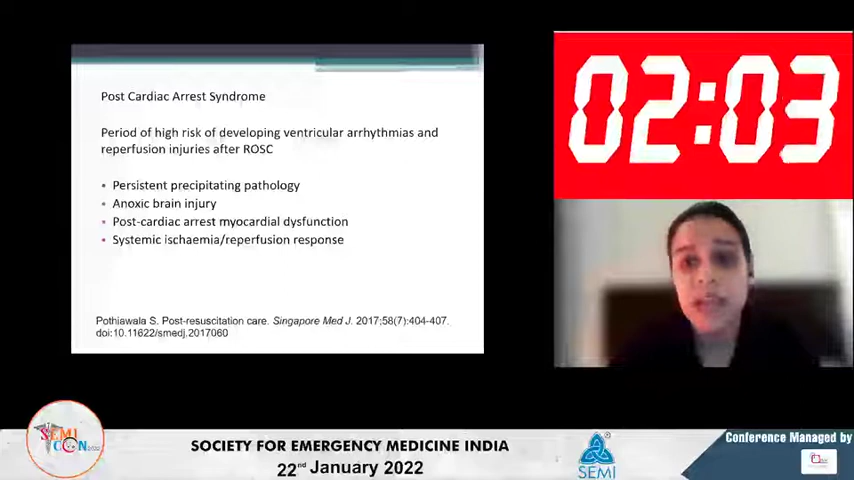 Post Cardiac Arrest Syndrome
Period of high risk of developing ventricular arrhythmias and
reperfusion injuries after ROSC
• Persistent precipitating pathology
• Anoxic brain injury
• Post-cardiac arrest myocardial dysfunction
• Systemic ischaemia/reperfusion response
Pothiawala S. Post-resuscitation care. Singapore Med J. 2017;58(7):404-407.
doi:10.11622/smedj.2017060
02:03
SEMI
CON
SOCIETY FOR EMERGENCY MEDICINE INDIA
22nd January 2022
SEMI
Conference Managed by